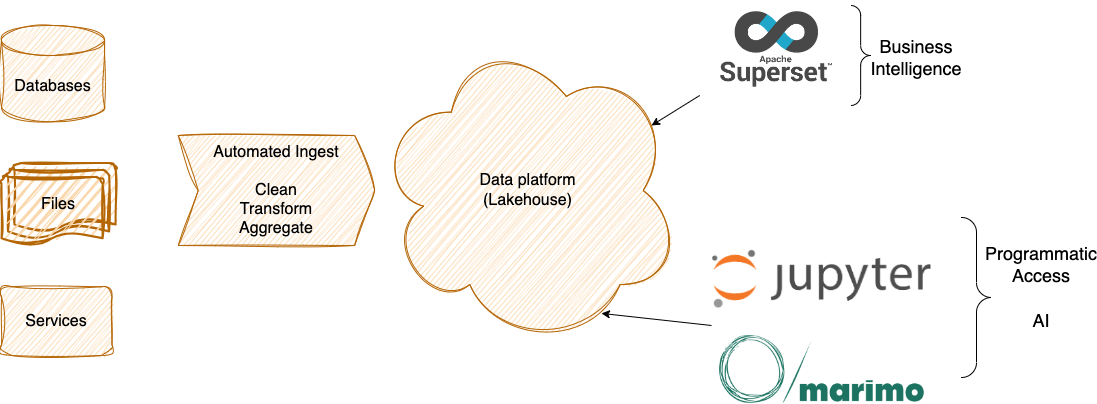 Databases
Files
Services
Automated Ingest
Clean
Transform
Aggregate
Data platform
(Lakehouse)
Apache
Superset™
Business
Intelligence
jupyter
marimo
Programmatic
Access
AI